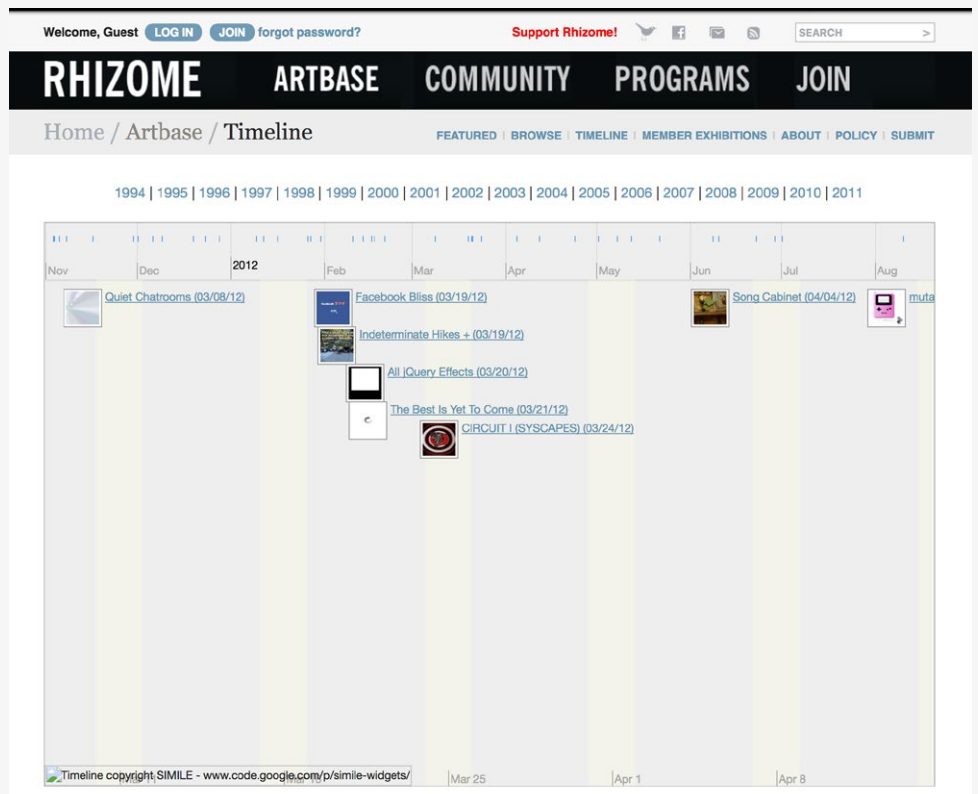 Welcome, Guest LOG IN JOIN forgot password? Support Rhizome! SEARCH >
RHIZOME ARTBASE COMMUNITY PROGRAMS JOIN
Home / Artbase / Timeline FEATURED | BROWSE | TIMELINE | MEMBER EXHIBITIONS | ABOUT | POLICY | SUBMIT
1994 | 1995 | 1996 | 1997 | 1998 | 1999 | 2000 | 2001 | 2002 | 2003 | 2004 | 2005 | 2006 | 2007 | 2008 | 2009 | 2010 | 2011
Nov Dec 2012 Feb Mar Apr May Jun Jul Aug
Quiet Chatrooms (03/08/12) Facebook Bliss (03/19/12) Song Cabinet (04/04/12) muta
Indeterminate Hikes + (03/19/12)
All jQuery Effects (03/20/12)
The Best Is Yet To Come (03/21/12)
CIRCUIT I (SYSCAPES) (03/24/12)
Timeline copyright SIMILE - www.code.google.com/p/simile-widgets/ Mar 25 Apr 1 Apr 8